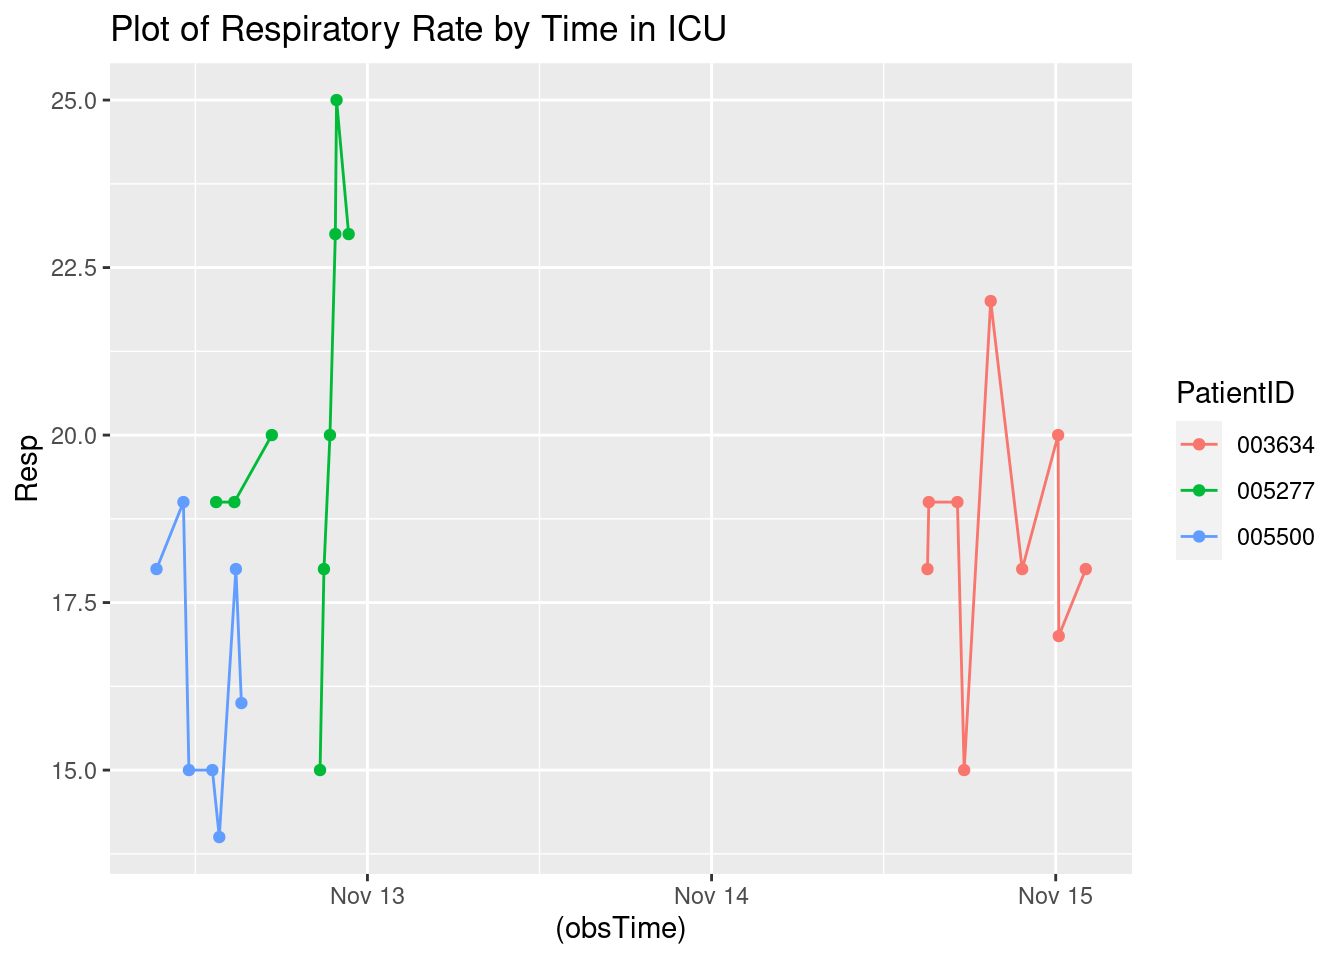 Plot of Respiratory Rate by Time in ICU
25.0
22.5
20.0
17.5
15.0
Resp
Nov 13
Nov 14
Nov 15
(obsTime)
PatientID
003634
005277
005500